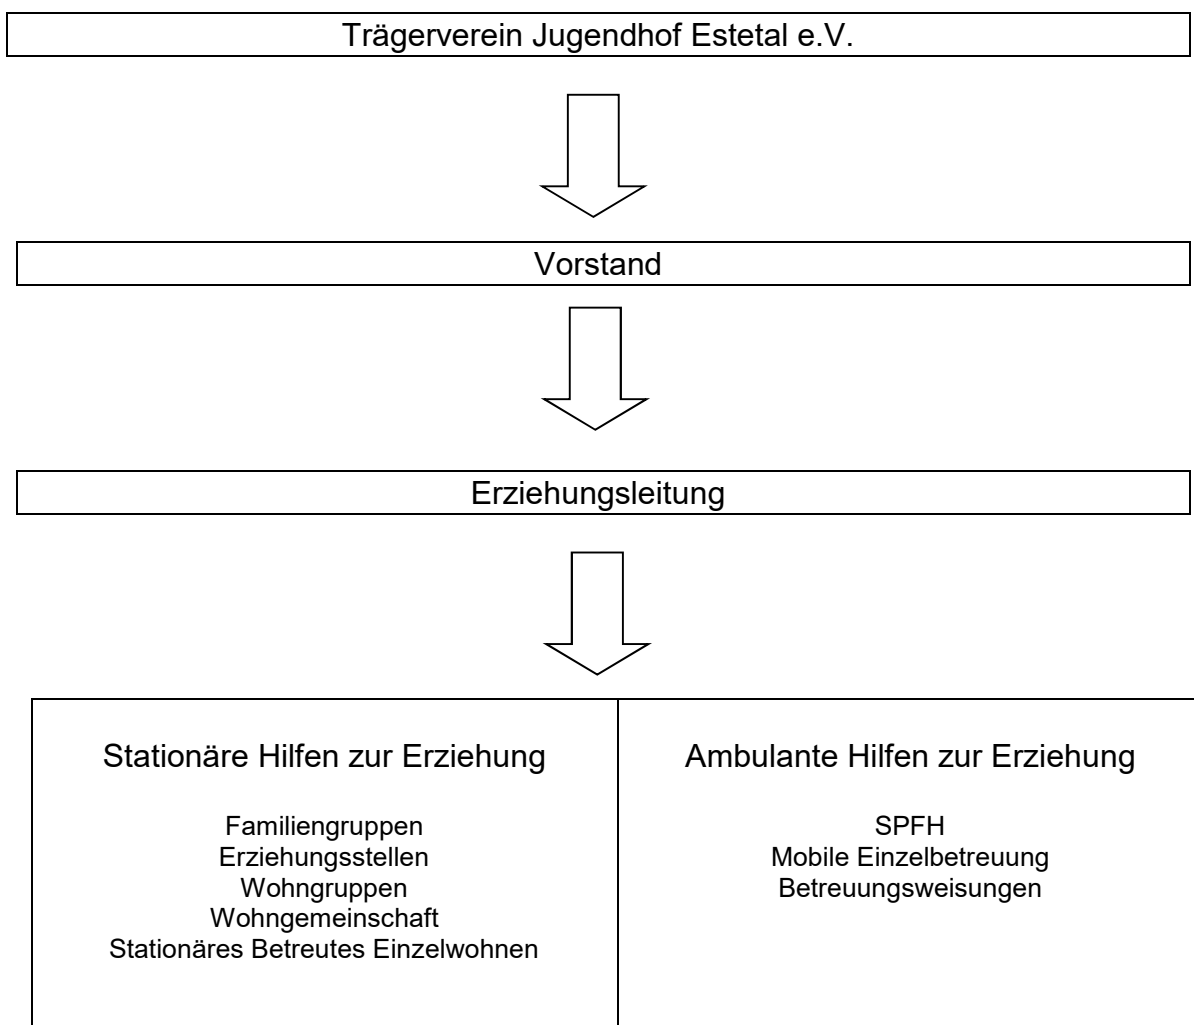 Trägerverein Jugendhof Estetal e.V.
Vorstand
Erziehungsleitung
Stationäre Hilfen zur Erziehung
Familiengruppen
Erziehungsstellen
Wohngruppen
Wohngemeinschaft
Stationäres Betreutes Einzelwohnen
Ambulante Hilfen zur Erziehung
SPFH
Mobile Einzelbetreuung
Betreuungsweisungen